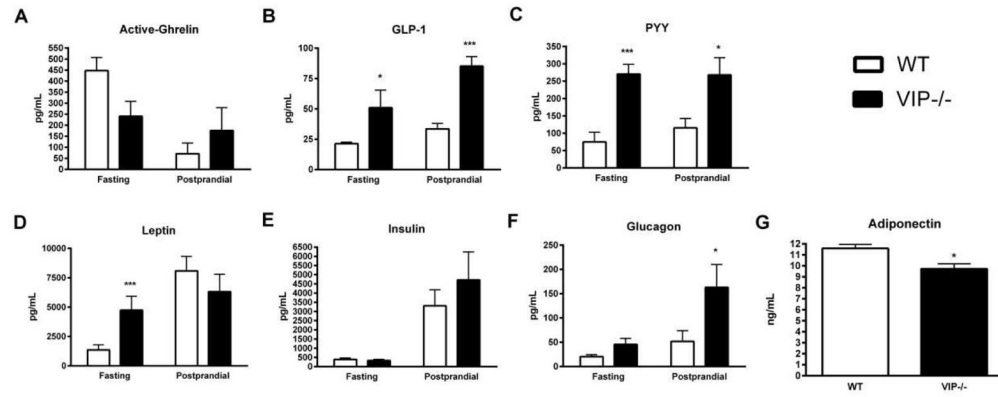 A
Active-Ghrelin
pg/mL
550
500
450
400
350
300
250
200
150
100
50
0
Fasting
Postprandial
B
GLP-1
pg/mL
100
75
50
25
0
*
***
Fasting
Postprandial
C
PYY
pg/mL
350
300
250
200
150
100
50
0
***
*
Fasting
Postprandial
WT
VIP-/-
D
Leptin
pg/mL
10000
7500
5000
2500
0
***
Fasting
Postprandial
E
Insulin
pg/mL
6500
6000
5500
5000
4500
4000
3500
3000
2500
2000
1500
1000
500
0
Fasting
Postprandial
F
Glucagon
pg/mL
250
200
150
100
50
0
*
Fasting
Postprandial
G
Adiponectin
ng/mL
12
11
10
9
8
7
6
5
4
3
2
1
0
*
WT
VIP-/-